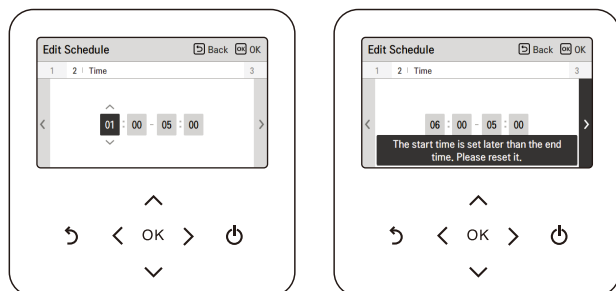 Edit Schedule Back OK OK
1 2 Time 3
01 : 00 - 05 : 00
OK
Edit Schedule Back OK OK
1 2 Time 3
06 : 00 - 05 : 00
The start time is set later than the end
time. Please reset it.
OK